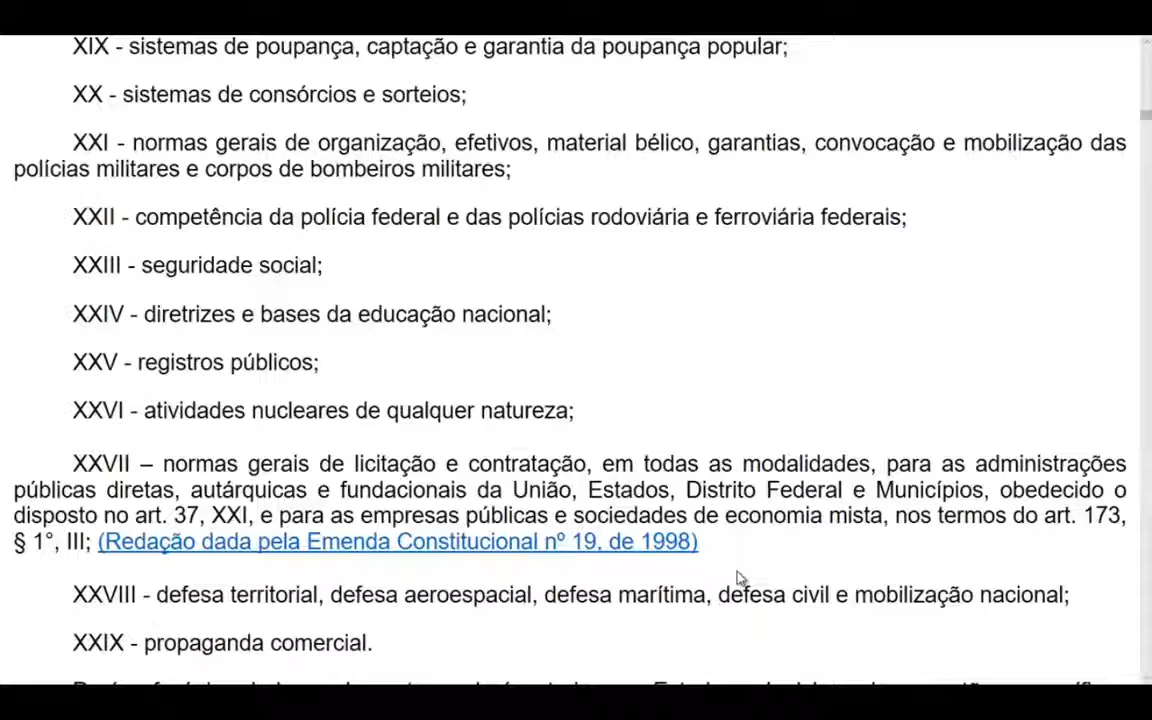 XIX - sistemas de poupança, captação e garantia da poupança popular;
XX - sistemas de consórcios e sorteios;
XXI - normas gerais de organização, efetivos, material bélico, garantias, convocação e mobilização das
polícias militares e corpos de bombeiros militares;
XXII - competência da polícia federal e das polícias rodoviária e ferroviária federais;
XXIII - seguridade social;
XXIV - diretrizes e bases da educação nacional;
XXV - registros públicos;
XXVI - atividades nucleares de qualquer natureza;
XXVII – normas gerais de licitação e contratação, em todas as modalidades, para as administrações
públicas diretas, autárquicas e fundacionais da União, Estados, Distrito Federal e Municípios, obedecido o
disposto no art. 37, XXI, e para as empresas públicas e sociedades de economia mista, nos termos do art. 173,
§ 1°, III; (Redação dada pela Emenda Constitucional nº 19, de 1998)
XXVIII - defesa territorial, defesa aeroespacial, defesa marítima, defesa civil e mobilização nacional;
XXIX - propaganda comercial.